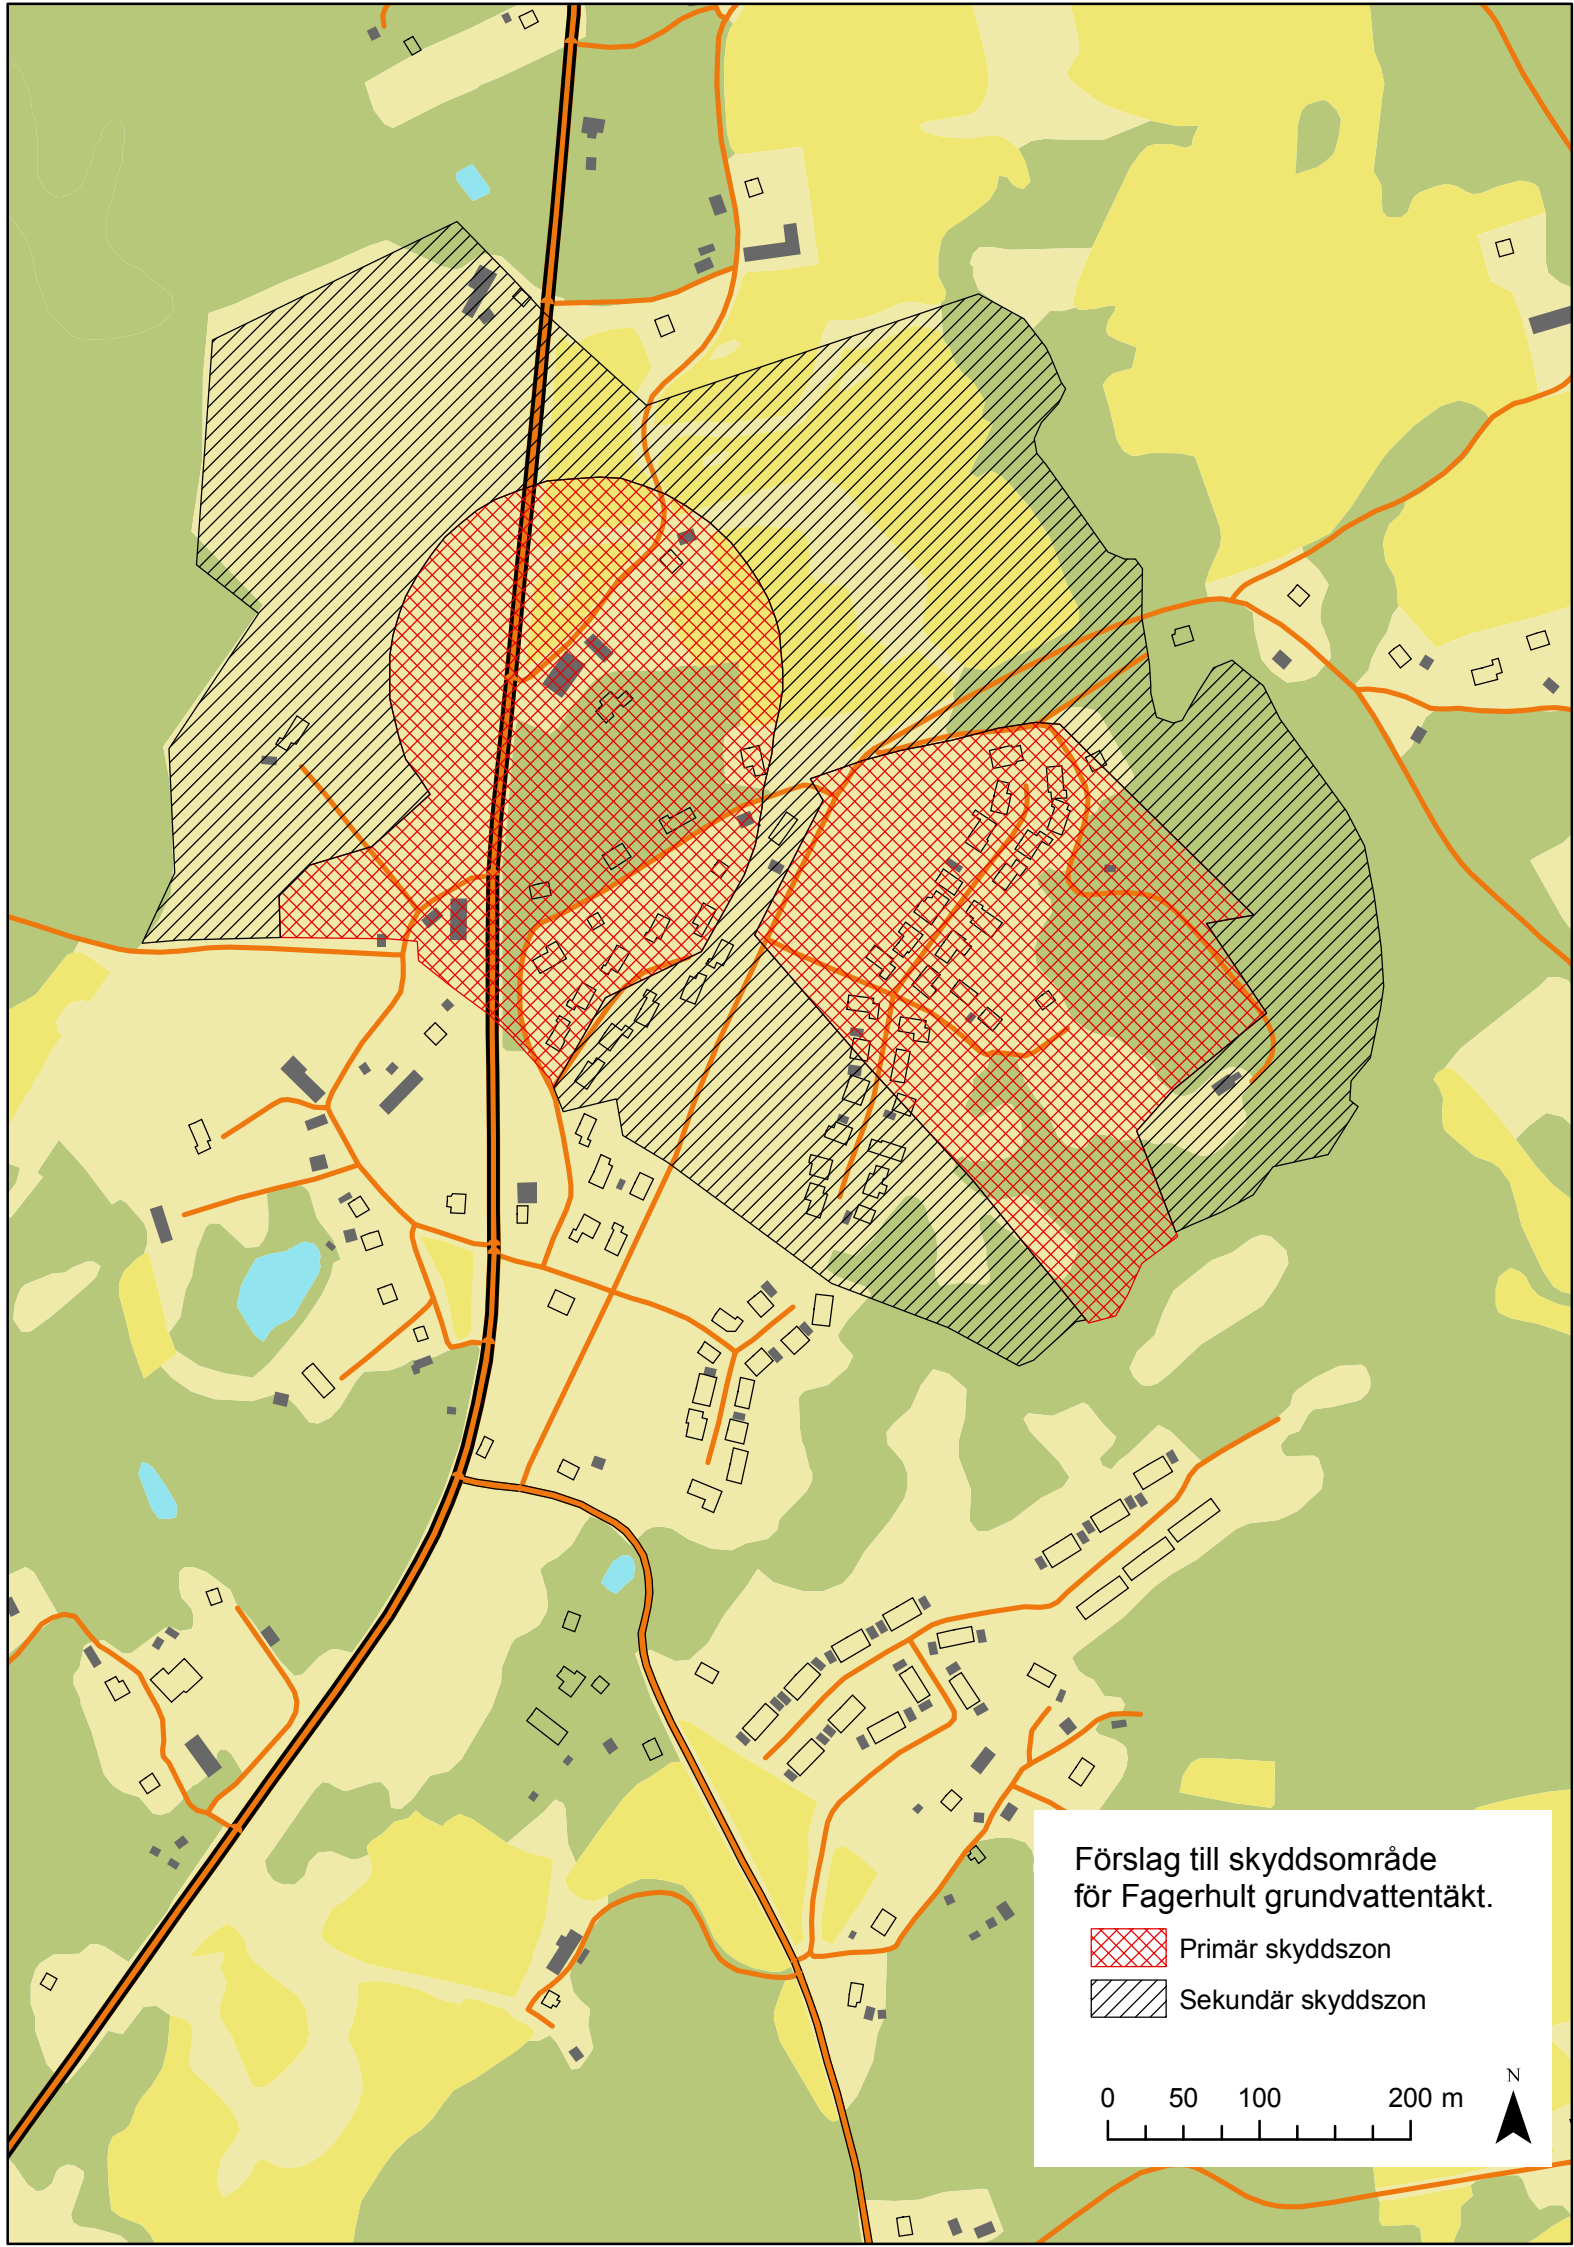 Förslag till skyddsområde
för Fagerhult grundvattentäkt.
Primär skyddszon
Sekundär skyddszon
N
0 50 100 200 m